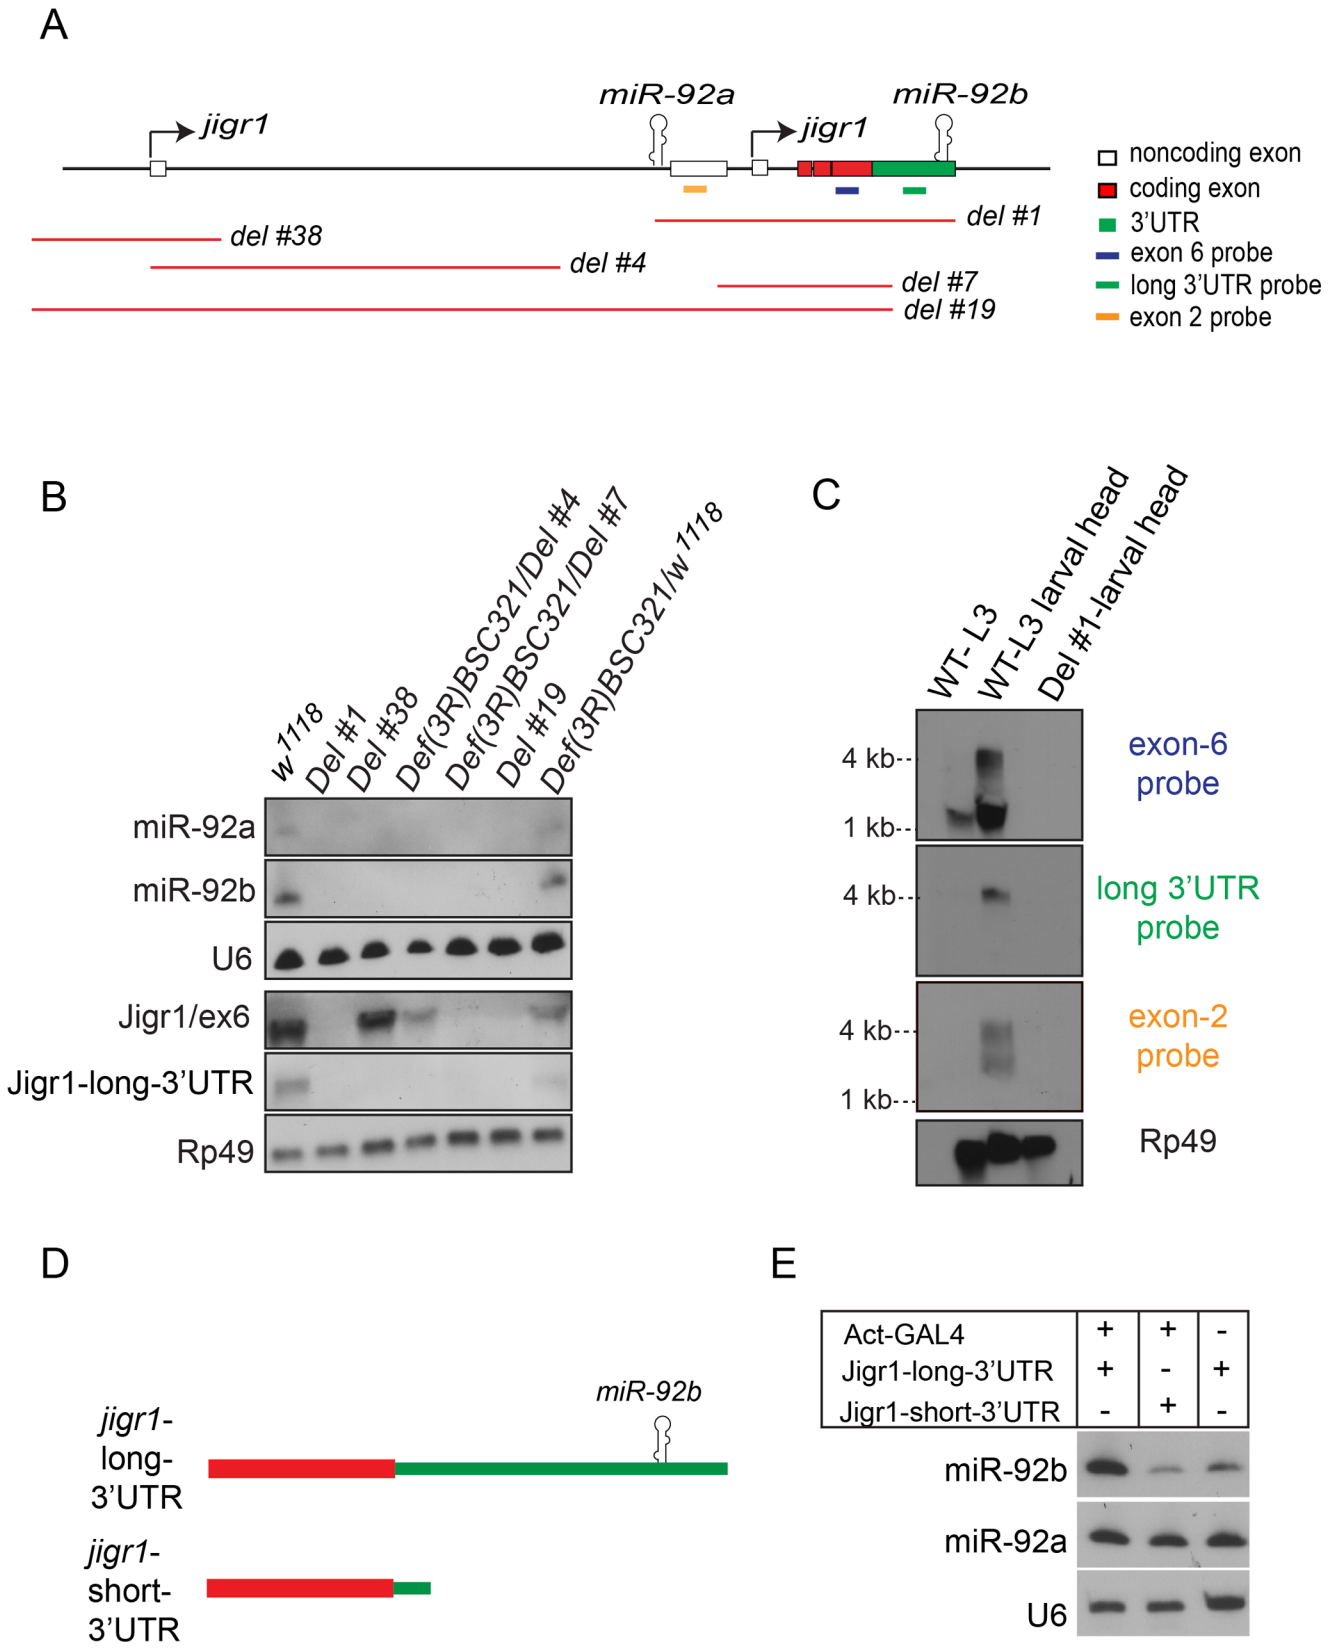 A
miR-92a
miR-92b
jigr1
jigr1
noncoding exon
coding exon
3'UTR
exon 6 probe
long 3'UTR probe
exon 2 probe
del #1
del #38
del #4
del #7
del #19
B
w1118
Del #1
Del #38
Def(3R)BSC321/Del #4
Def(3R)BSC321/Del #7
Del #19
Def(3R)BSC321/w1118
miR-92a
miR-92b
U6
Jigr1/ex6
Jigr1-long-3'UTR
Rp49
C
WT- L3
WT-L3 larval head
Del #1-larval head
4 kb--
1 kb--
exon-6
probe
4 kb--
long 3'UTR
probe
4 kb---
1 kb---
exon-2
probe
Rp49
D
miR-92b
jigr1-
long-
3'UTR
jigr1-
short-
3'UTR
E
Act-GAL4 + + -
Jigr1-long-3'UTR + - +
Jigr1-short-3'UTR - + -
miR-92b
miR-92a
U6